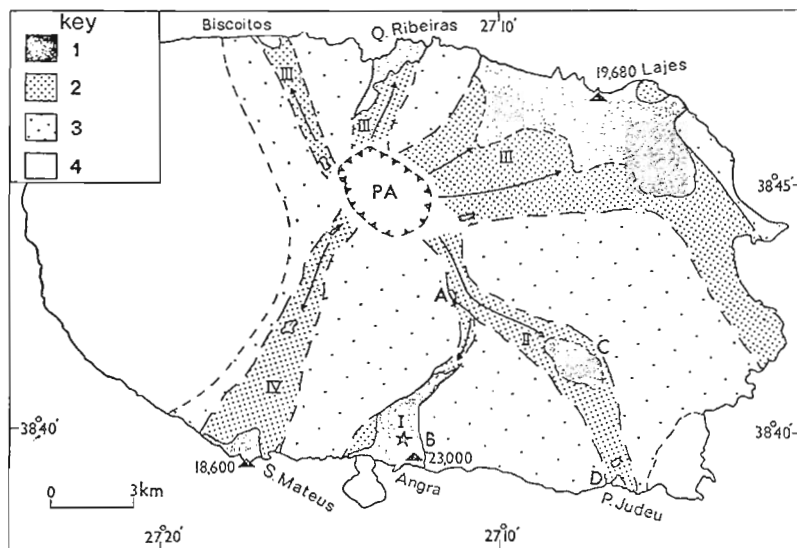 key
1
2
3
4
Biscoitos
Q. Ribeiras
27°10'
19,680 Lajes
III
III
III
PA
38°45'
A
II
C
IV
I
B
38°40'
38°40'
18,600
23,000
S. Mateus
Angra
D
P. Judeu
0 3km
27°20'
27°10'